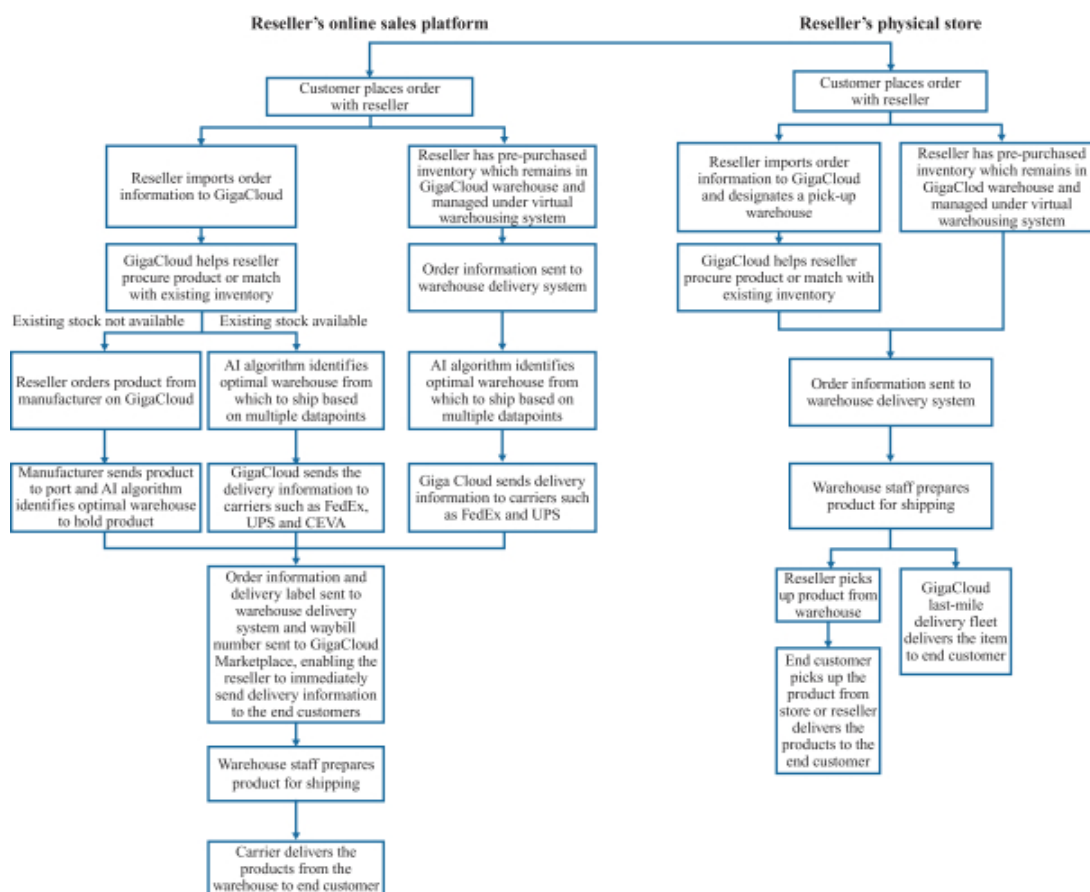 Reseller's online sales platform
Reseller's physical store
Customer places order
with reseller
Reseller imports order
information to GigaCloud
Reseller has pre-purchased
inventory which remains in
GigaCloud warehouse and
managed under virtual
warehousing system
GigaCloud helps reseller
procure product or match
with existing inventory
Order information sent to
warehouse delivery system
Existing stock not available
Existing stock available
Reseller orders product from
manufacturer on GigaCloud
AI algorithm identifies
optimal warehouse from
which to ship based
on multiple datapoints
AI algorithm identifies
optimal warehouse from
which to ship based on
multiple datapoints
Manufacturer sends product
to port and AI algorithm
identifies optimal warehouse
to hold product
GigaCloud sends the
delivery information to
carriers such as FedEx,
UPS and CEVA
Giga Cloud sends delivery
information to carriers such
as FedEx and UPS
Order information and
delivery label sent to
warehouse delivery
system and waybill
number sent to GigaCloud
Marketplace, enabling the
reseller to immediately
send delivery information
to the end customers
Warehouse staff prepares
product for shipping
Carrier delivers the
products from the
warehouse to end customer
Customer places order
with reseller
Reseller imports order
information to GigaCloud
and designates a pick-up
warehouse
Reseller has pre-purchased
inventory which remains
in GigaClod warehouse and
managed under virtual
warehousing system
GigaCloud helps reseller
procure product or match
with existing inventory
Order information sent to
warehouse delivery system
Warehouse staff prepares
product for shipping
Reseller picks
up product from
warehouse
GigaCloud
last-mile
delivery fleet
delivers the item
to end customer
End customer
picks up the
product from
store or reseller
delivers the
products to the
end customer